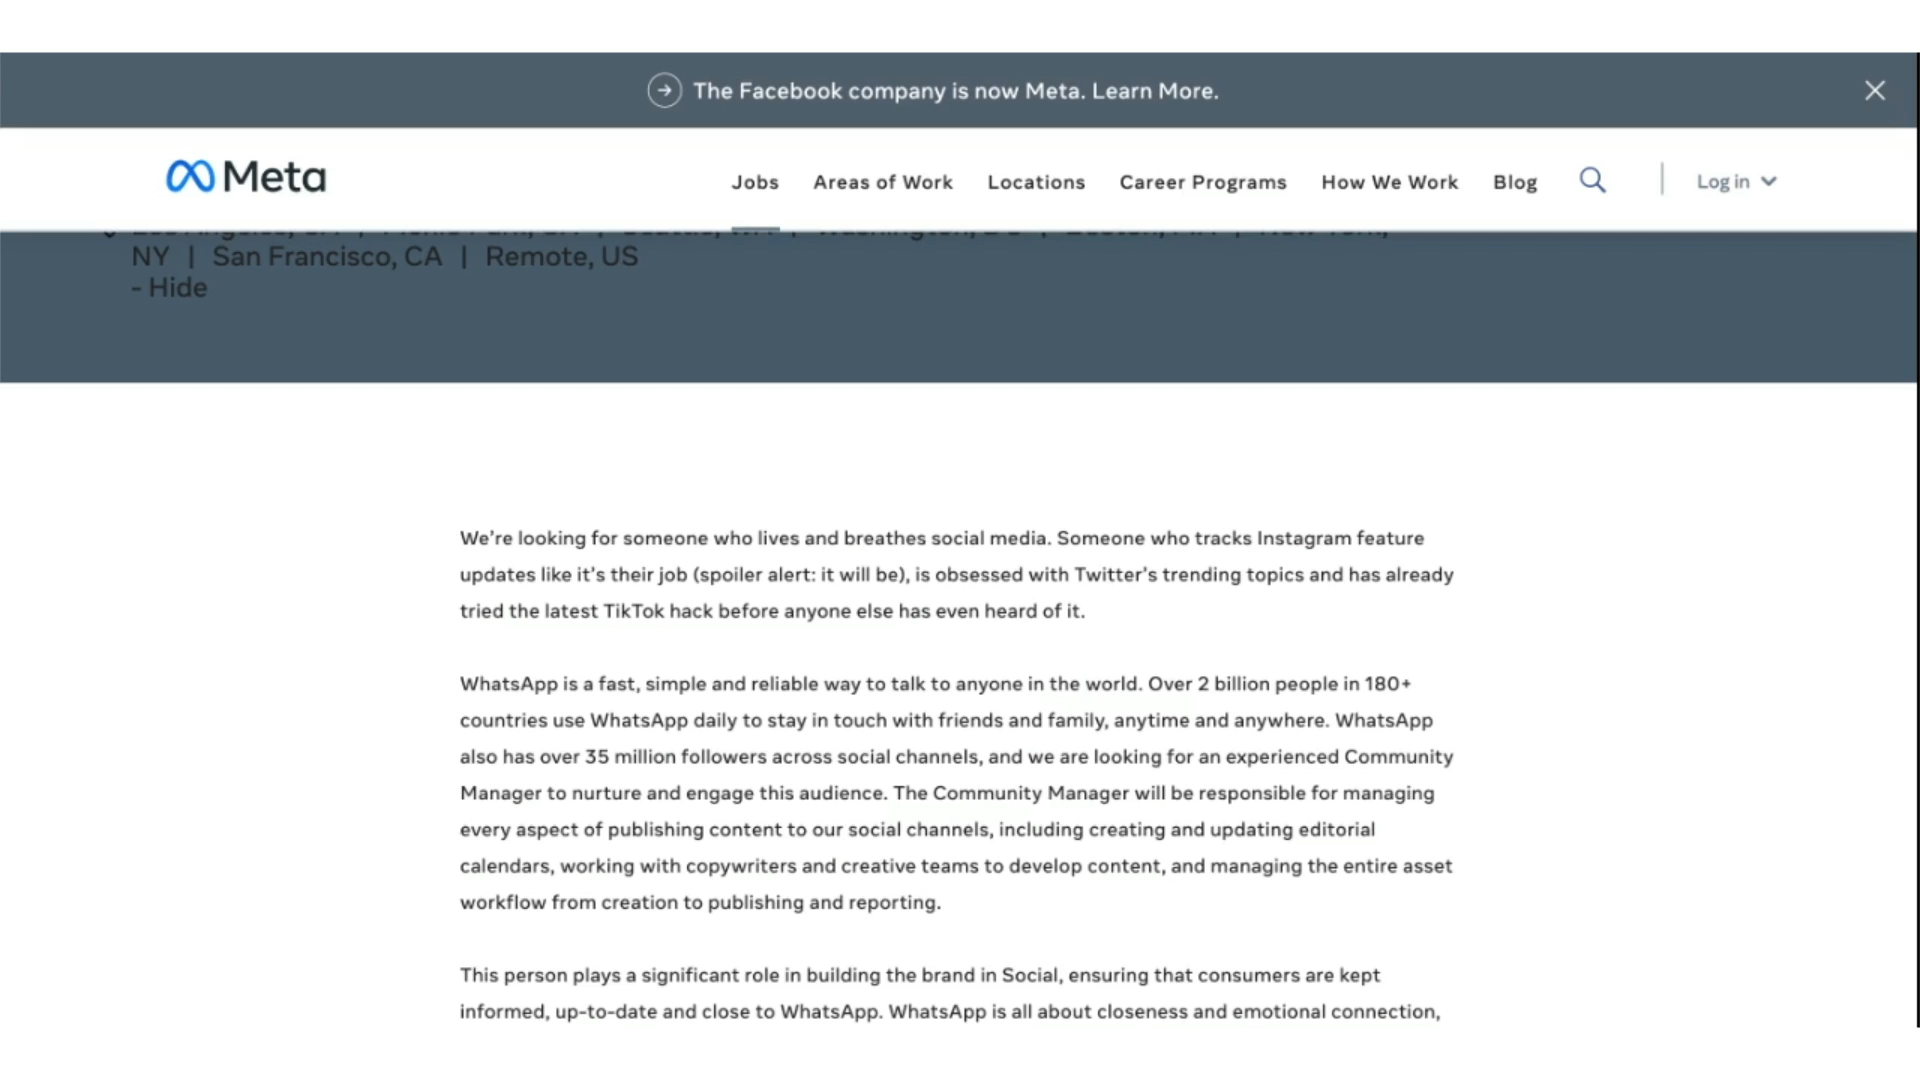 The Facebook company is now Meta. Learn More.
Meta
Jobs Areas of Work Locations Career Programs How We Work Blog Log in
NY | San Francisco, CA | Remote, US
- Hide
We're looking for someone who lives and breathes social media. Someone who tracks Instagram feature
updates like it's their job (spoiler alert: it will be), is obsessed with Twitter's trending topics and has already
tried the latest TikTok hack before anyone else has even heard of it.
WhatsApp is a fast, simple and reliable way to talk to anyone in the world. Over 2 billion people in 180+
countries use WhatsApp daily to stay in touch with friends and family, anytime and anywhere. WhatsApp
also has over 35 million followers across social channels, and we are looking for an experienced Community
Manager to nurture and engage this audience. The Community Manager will be responsible for managing
every aspect of publishing content to our social channels, including creating and updating editorial
calendars, working with copywriters and creative teams to develop content, and managing the entire asset
workflow from creation to publishing and reporting.
This person plays a significant role in building the brand in Social, ensuring that consumers are kept
informed, up-to-date and close to WhatsApp. WhatsApp is all about closeness and emotional connection,